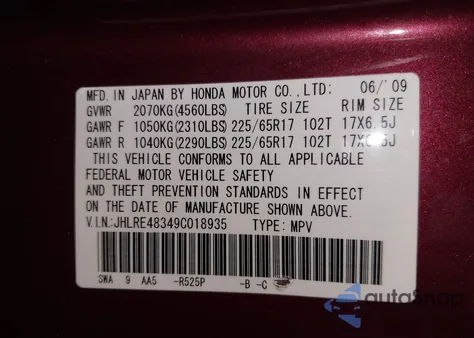 MFD. IN JAPAN BY HONDA MOTOR CO., LTD: 06/'09
GVWR 2070KG(4560LBS) TIRE SIZE RIM SIZE
GAWR F 1050KG(2310LBS) 225/65R17 102T 17X6.5J
GAWR R 1040KG(2290LBS) 225/65R17 102T 17X6.5J
THIS VEHICLE CONFORMS TO ALL APPLICABLE
FEDERAL MOTOR VEHICLE SAFETY
AND THEFT PREVENTION STANDARDS IN EFFECT
ON THE DATE OF MANUFACTURE SHOWN ABOVE.
V.I.N:JHLRE48349C018935 TYPE: MPV
SWA 9 AA5 -R525P -B -C
autoSnap